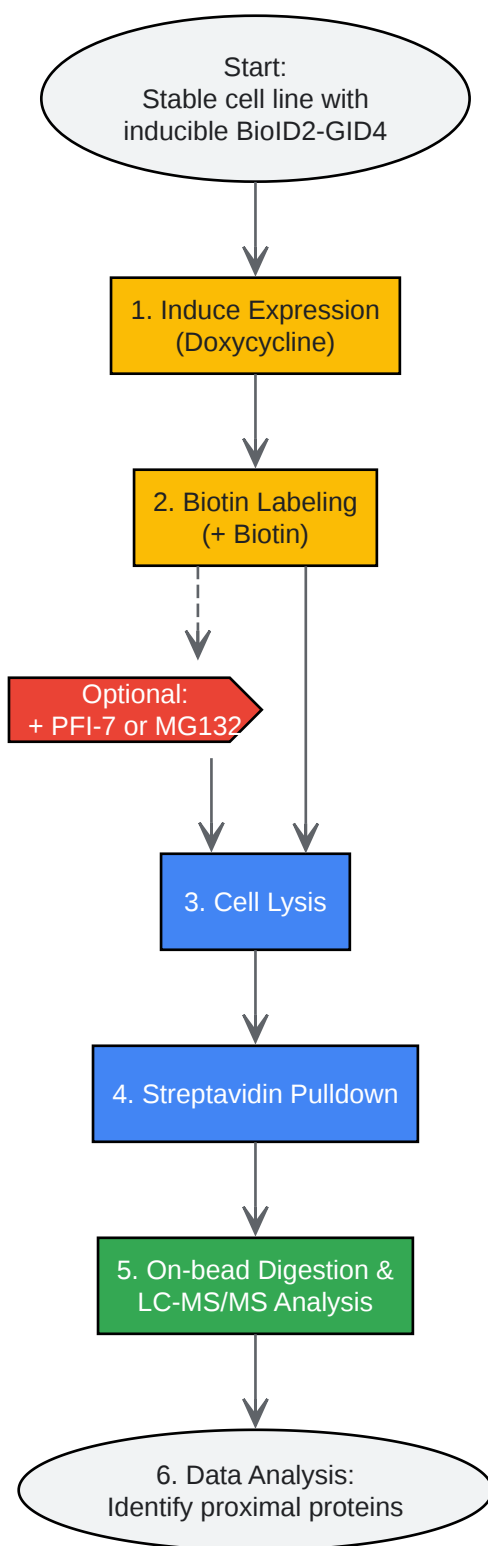 Start:
Stable cell line with
inducible BioID2-GID4
1. Induce Expression
(Doxycycline)
2. Biotin Labeling
(+ Biotin)
Optional:
+ PFI-7 or MG132
3. Cell Lysis
4. Streptavidin Pulldown
5. On-bead Digestion &
LC-MS/MS Analysis
6. Data Analysis:
Identify proximal proteins